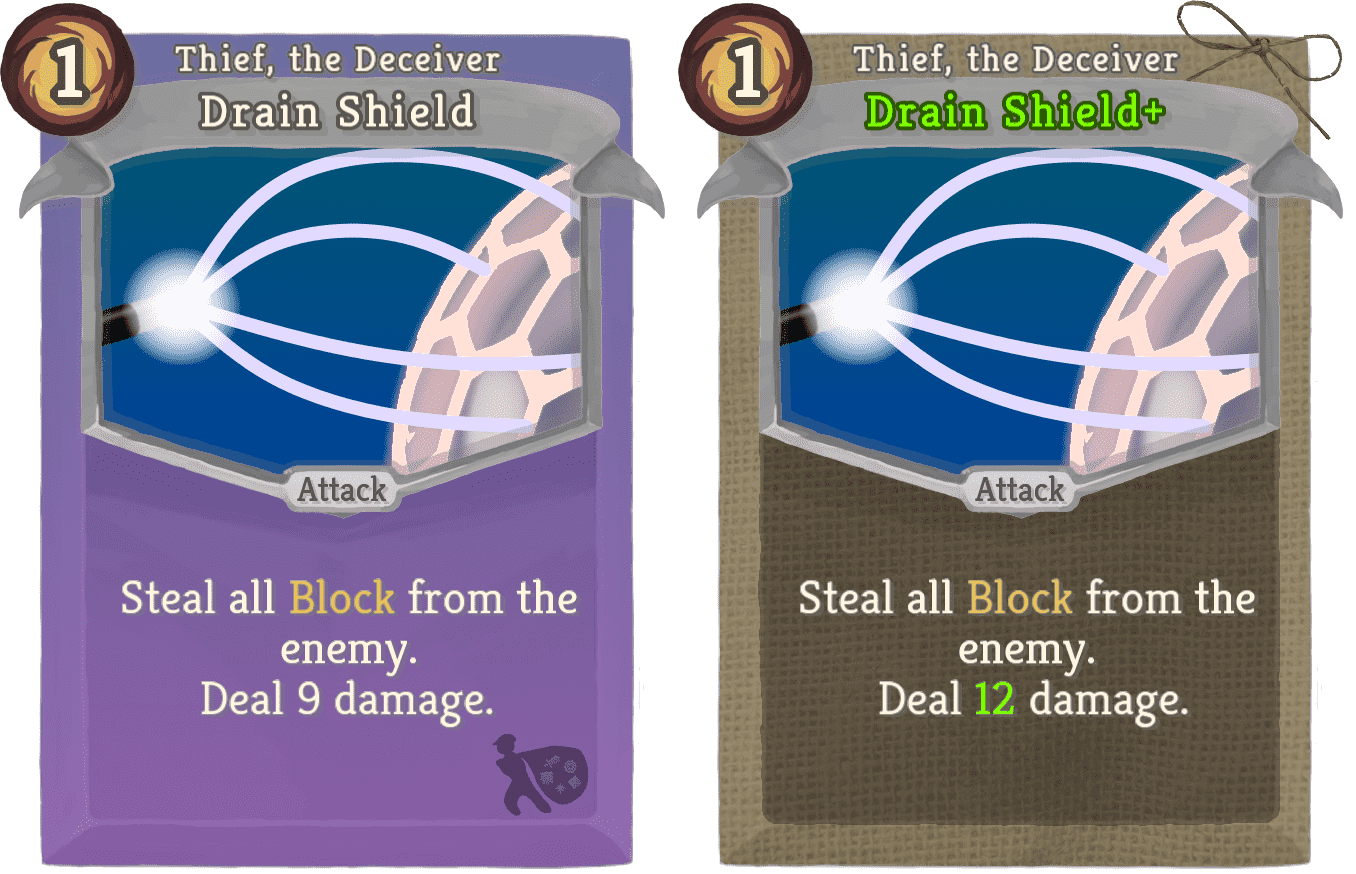 1
Thief, the Deceiver
Drain Shield
Attack
Steal all Block from the
enemy.
Deal 9 damage.
1
Thief, the Deceiver
Drain Shield+
Attack
Steal all Block from the
enemy.
Deal 12 damage.